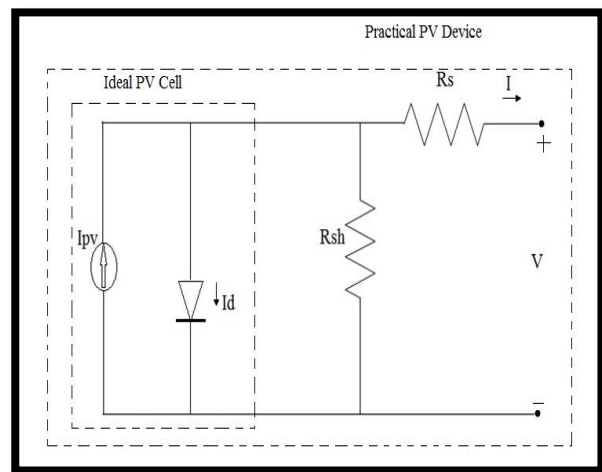 Practical PV Device
Ideal PV Cell
Rs
I
+
Ipv
Id
Rsh
V
-